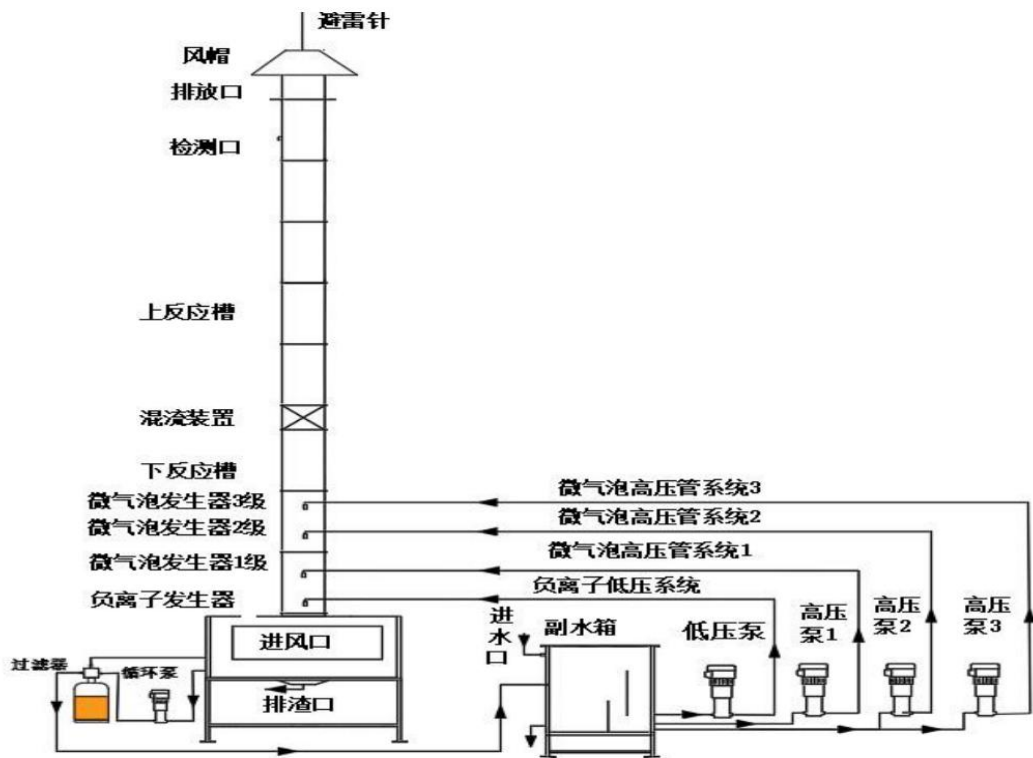 避雷针
风帽
排放口
检测口
上反应槽
混流装置
下反应槽
微气泡发生器3级
微气泡高压管系统3
微气泡发生器2级
微气泡高压管系统2
微气泡发生器1级
微气泡高压管系统1
负离子发生器
负离子低压系统
进风口
进水口
副水箱
低压泵
高压
泵1
高压
泵2
高压
泵3
过滤器
循环泵
排渣口